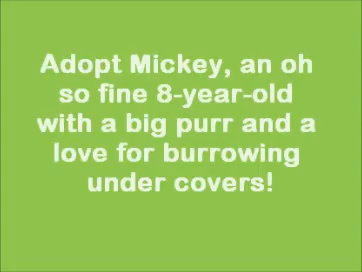 Adopt Mickey, an oh
so fine 8-year-old
with a big purr and a
love for burrowing
under covers!